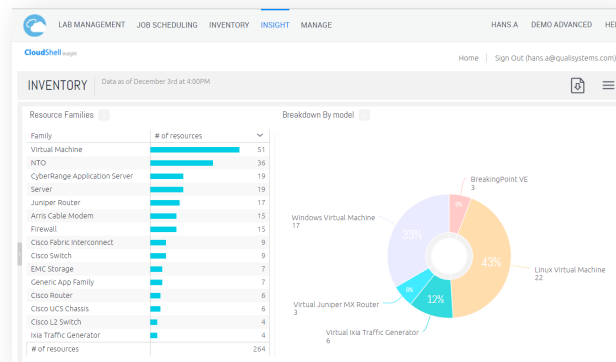 LAB MANAGEMENT JOB SCHEDULING INVENTORY INSIGHT MANAGE HANS.A DEMO ADVANCED HE
CloudShell Insight
Home Sign Out (hans.a@qualisystems.com)
INVENTORY Data as of December 3rd at 4:00PM
Resource Families
Family # of resources
Virtual Machine 51
NTO 36
CyberRange Application Server 19
Server 19
Juniper Router 17
Arris Cable Modem 15
Firewall 15
Cisco Fabric Interconnect 9
Cisco Switch 9
EMC Storage 7
Generic App Family 7
Cisco Router 6
Cisco UCS Chassis 6
Cisco L2 Switch 4
Ixia Traffic Generator 4
# of resources 264
Breakdown By model
BreakingPoint VE
3
6%
Windows Virtual Machine
17
33%
43%
Linux Virtual Machine
22
6%
12%
Virtual Juniper MX Router
3
Virtual Ixia Traffic Generator
6